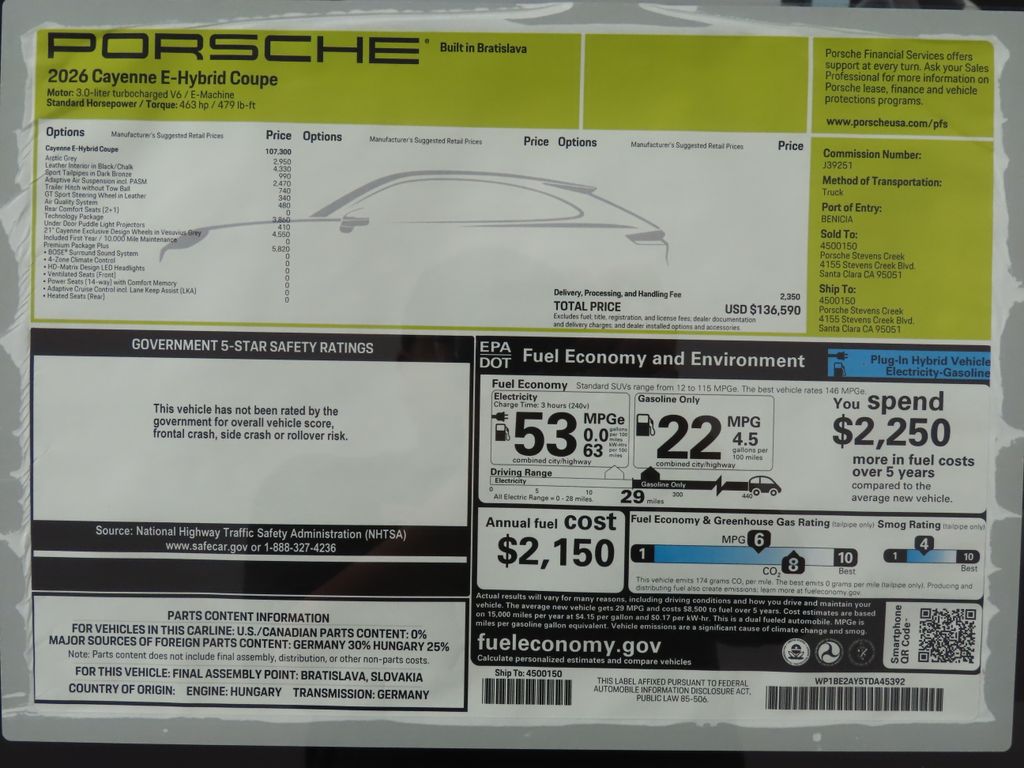 PORSCHE® Built in Bratislava
2026 Cayenne E-Hybrid Coupe
Motor: 3.0-liter turbocharged V6 / E-Machine
Standard Horsepower / Torque: 463 hp / 479 lb-ft
Porsche Financial Services offers
support at every turn. Ask your Sales
Professional for more information on
Porsche lease, finance and vehicle
protections programs.
www.porscheusa.com/pfs
Options Manufacturer's Suggested Retail Prices Price Options Manufacturer's Suggested Retail Prices Price Options Manufacturer's Suggested Retail Prices Price
Cayenne E-Hybrid Coupe 107,300
Arctic Grey 2,950
Leather Interior in Black/Chalk 4,330
Sport Tailpipes in Dark Bronze 990
Adaptive Air Suspension incl. PASM 2,470
Trailer Hitch without Tow Ball 740
GT Sport Steering Wheel in Leather 340
Air Quality System 480
Rear Comfort Seats (2+1) 0
Technology Package 3,860
Under Door Puddle Light Projectors 410
21" Cayenne Exclusive Design Wheels in Vesuvius Grey 4,550
Included First Year / 10,000 Mile Maintenance 0
Premium Package Plus 5,820
• BOSE® Surround Sound System 0
• 4-Zone Climate Control 0
• HD-Matrix Design LED Headlights 0
• Ventilated Seats (Front) 0
• Power Seats (14-way) with Comfort Memory 0
• Adaptive Cruise Control incl. Lane Keep Assist (LKA) 0
• Heated Seats (Rear) 0
Delivery, Processing, and Handling Fee 2,350
TOTAL PRICE USD $136,590
Excludes fuel; title, registration, and license fees; dealer documentation
and delivery charges; and dealer installed options and accessories.
Commission Number:
J39251
Method of Transportation:
Truck
Port of Entry:
BENICIA
Sold To:
4500150
Porsche Stevens Creek
4155 Stevens Creek Blvd.
Santa Clara CA 95051
Ship To:
4500150
Porsche Stevens Creek
4155 Stevens Creek Blvd.
Santa Clara CA 95051
GOVERNMENT 5-STAR SAFETY RATINGS
This vehicle has not been rated by the
government for overall vehicle score,
frontal crash, side crash or rollover risk.
Source: National Highway Traffic Safety Administration (NHTSA)
www.safecar.gov or 1-888-327-4236
PARTS CONTENT INFORMATION
FOR VEHICLES IN THIS CARLINE: U.S./CANADIAN PARTS CONTENT: 0%
MAJOR SOURCES OF FOREIGN PARTS CONTENT: GERMANY 30% HUNGARY 25%
Note: Parts content does not include final assembly, distribution, or other non-parts costs.
FOR THIS VEHICLE: FINAL ASSEMBLY POINT: BRATISLAVA, SLOVAKIA
COUNTRY OF ORIGIN: ENGINE: HUNGARY TRANSMISSION: GERMANY
EPA
DOT
Fuel Economy and Environment
Plug-In Hybrid Vehicle
Electricity-Gasoline
Fuel Economy Standard SUVs range from 12 to 115 MPGe. The best vehicle rates 146 MPGe.
Electricity
Charge Time: 3 hours (240v)
53 MPGe
0.0 gallons per 100 miles
63 kW-Hrs per 100 miles
combined city/highway
Gasoline Only
22 MPG
4.5 gallons per 100 miles
combined city/highway
Driving Range
Electricity Gasoline Only
0 5 10 29 miles 300 440
All Electric Range = 0 - 28 miles.
You spend
$2,250
more in fuel costs
over 5 years
compared to the
average new vehicle.
Annual fuel cost
$2,150
Fuel Economy & Greenhouse Gas Rating (tailpipe only) Smog Rating (tailpipe only)
MPG 6
1 10 Best
CO2 8
4
1 10 Best
This vehicle emits 174 grams CO2 per mile. The best emits 0 grams per mile (tailpipe only). Producing and
distributing fuel also create emissions; learn more at fueleconomy.gov.
Actual results will vary for many reasons, including driving conditions and how you drive and maintain your
vehicle. The average new vehicle gets 29 MPG and costs $8,500 to fuel over 5 years. Cost estimates are based
on 15,000 miles per year at $4.15 per gallon and $0.17 per kW-hr. This is a dual fueled automobile. MPGe is
miles per gasoline gallon equivalent. Vehicle emissions are a significant cause of climate change and smog.
fueleconomy.gov
Calculate personalized estimates and compare vehicles
Smartphone
QR Code™
Ship To: 4500150
THIS LABEL AFFIXED PURSUANT TO FEDERAL
AUTOMOBILE INFORMATION DISCLOSURE ACT,
PUBLIC LAW 85-506.
WP1BE2AY5TDA45392